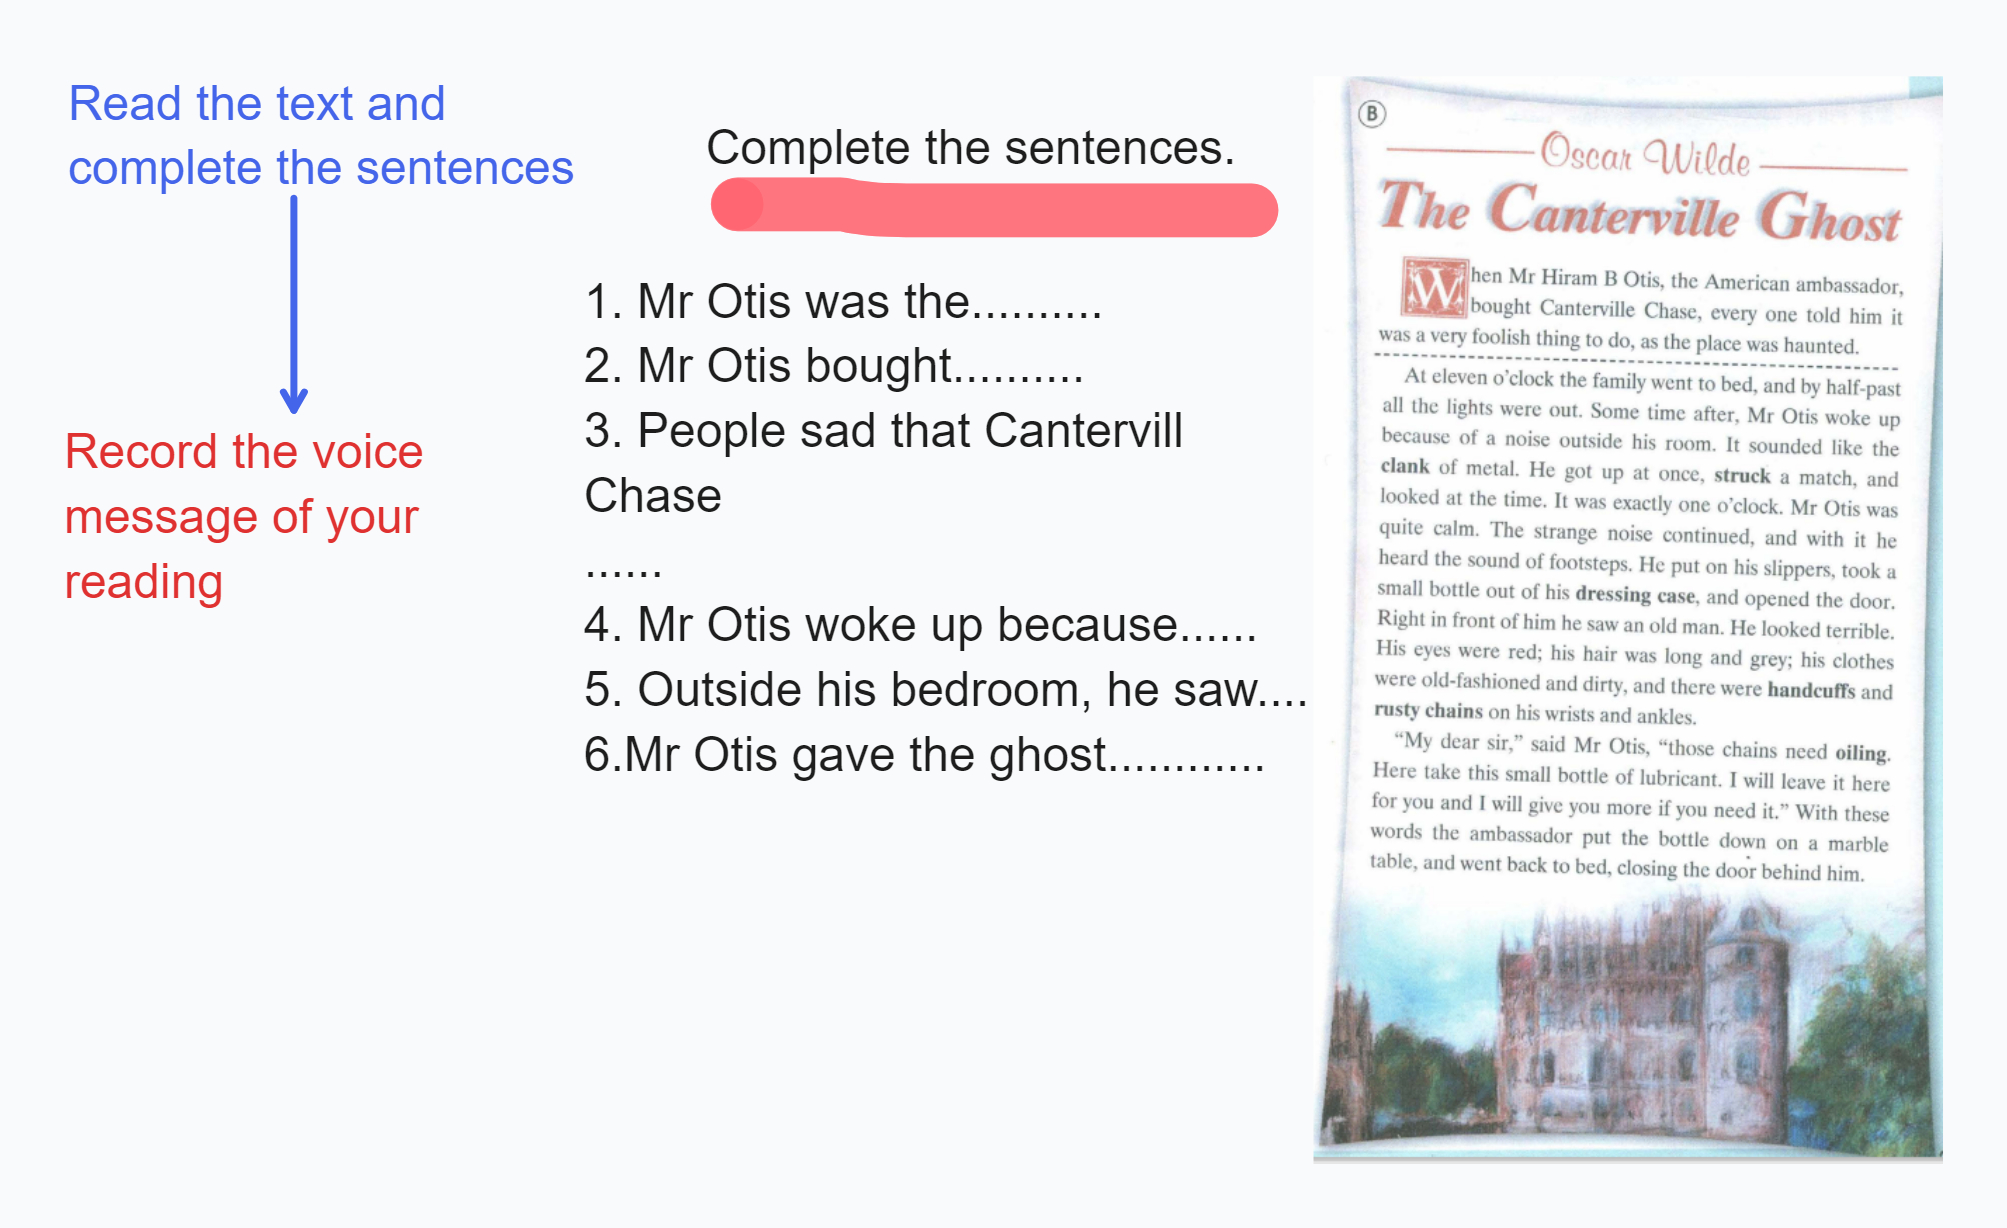 Read the text and
complete the sentences
Record the voice
message of your
reading
Complete the sentences.
1. Mr Otis was the..........
2. Mr Otis bought..........
3. People sad that Cantervill
Chase
......
4. Mr Otis woke up because......
5. Outside his bedroom, he saw....
6.Mr Otis gave the ghost............
B
Oscar Wilde
The Canterville Ghost
When Mr Hiram B Otis, the American ambassador,
bought Canterville Chase, every one told him it
was a very foolish thing to do, as the place was haunted.
At eleven o’clock the family went to bed, and by half-past
all the lights were out. Some time after, Mr Otis woke up
because of a noise outside his room. It sounded like the
clank of metal. He got up at once, struck a match, and
looked at the time. It was exactly one o’clock. Mr Otis was
quite calm. The strange noise continued, and with it he
heard the sound of footsteps. He put on his slippers, took a
small bottle out of his dressing case, and opened the door.
Right in front of him he saw an old man. He looked terrible.
His eyes were red; his hair was long and grey; his clothes
were old-fashioned and dirty, and there were handcuffs and
rusty chains on his wrists and ankles.
“My dear sir,” said Mr Otis, “those chains need oiling.
Here take this small bottle of lubricant. I will leave it here
for you and I will give you more if you need it.” With these
words the ambassador put the bottle down on a marble
table, and went back to bed, closing the door behind him.